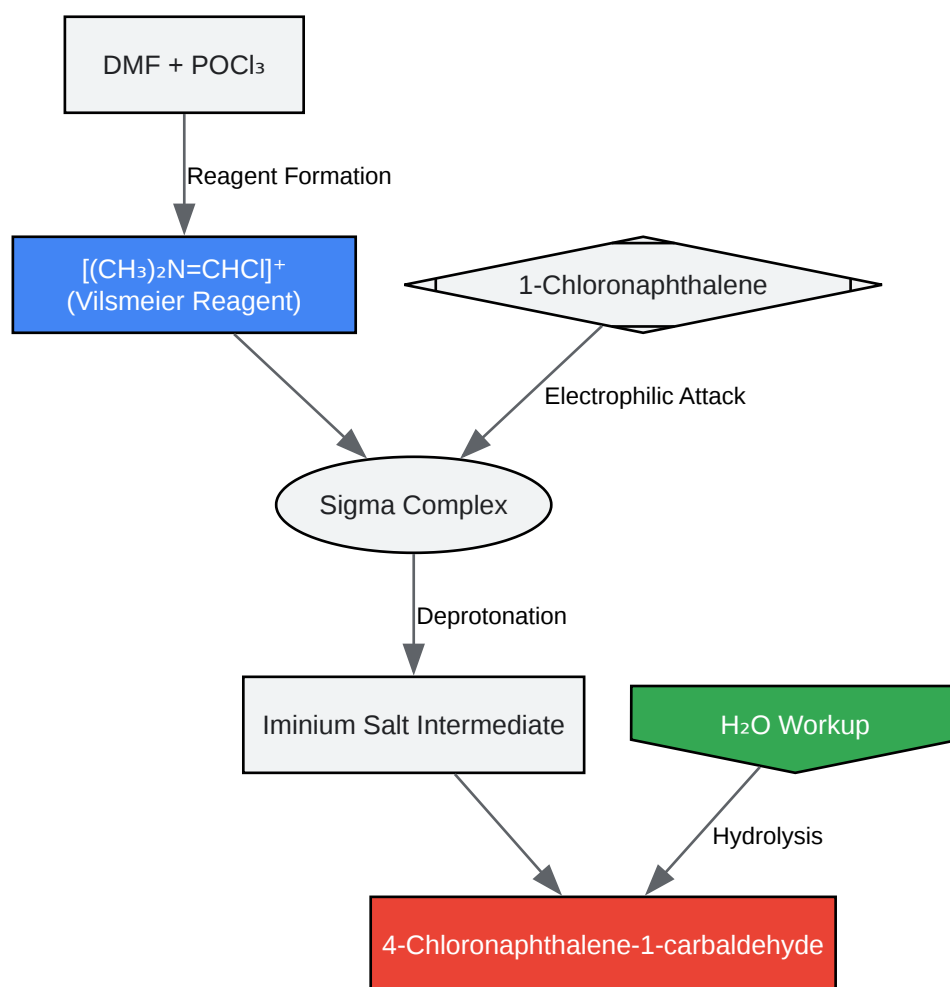 DMF + POCl₃
Reagent Formation
[(CH₃)₂N=CHCl]⁺
(Vilsmeier Reagent)
1-Chloronaphthalene
Electrophilic Attack
Sigma Complex
Deprotonation
Iminium Salt Intermediate
H₂O Workup
Hydrolysis
4-Chloronaphthalene-1-carbaldehyde